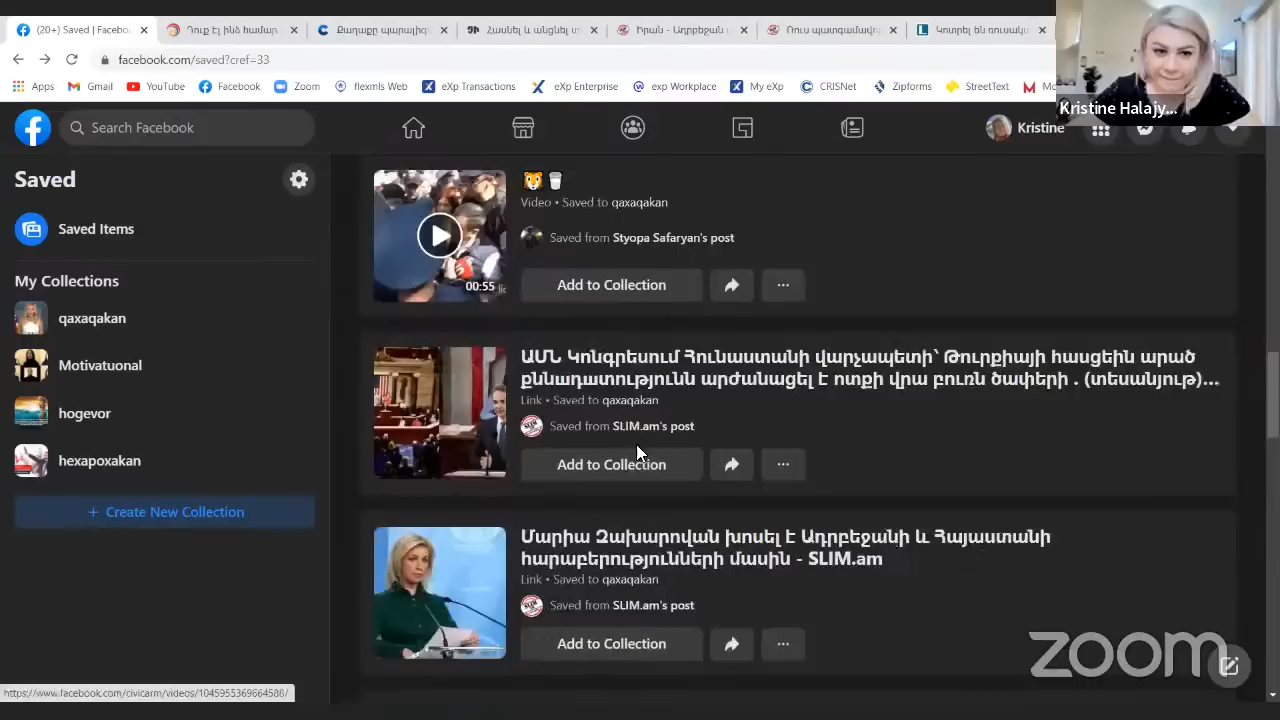 (20+) Saved | Facebo
Դուք էլ ինձ համար
Քաղաքը պարալիզ
Հասնել և անցնել
Իրան - Ադրբեջան
Ռուս պատգամավ
Կոտրել են ռուսակ
facebook.com/saved?cref=33
Apps
Gmail
YouTube
Facebook
Zoom
flexmls Web
eXp Transactions
eXp Enterprise
exp Workplace
My eXp
CRISNet
Zipforms
StreetText
Kristine Halajy...
Search Facebook
Kristine
Saved
Saved Items
My Collections
qaxaqakan
Motivatuonal
hogevor
hexapoxakan
+ Create New Collection
Video • Saved to qaxaqakan
Saved from Styopa Safaryan's post
00:55
Add to Collection
ԱՄՆ Կոնգրեսում Հունաստանի վարչապետի՝ Թուրքիայի հասցեին արած
քննադատությունն արժանացել է ոտքի վրա բուռն ծափերի . (տեսանյութ)...
Link • Saved to qaxaqakan
Saved from SLIM.am's post
Add to Collection
Մարիա Զախարովան խոսել է Ադրբեջանի և Հայաստանի
հարաբերությունների մասին - SLIM.am
Link • Saved to qaxaqakan
Saved from SLIM.am's post
Add to Collection
zoom
https://www.facebook.com/civicarm/videos/1045955369664588/